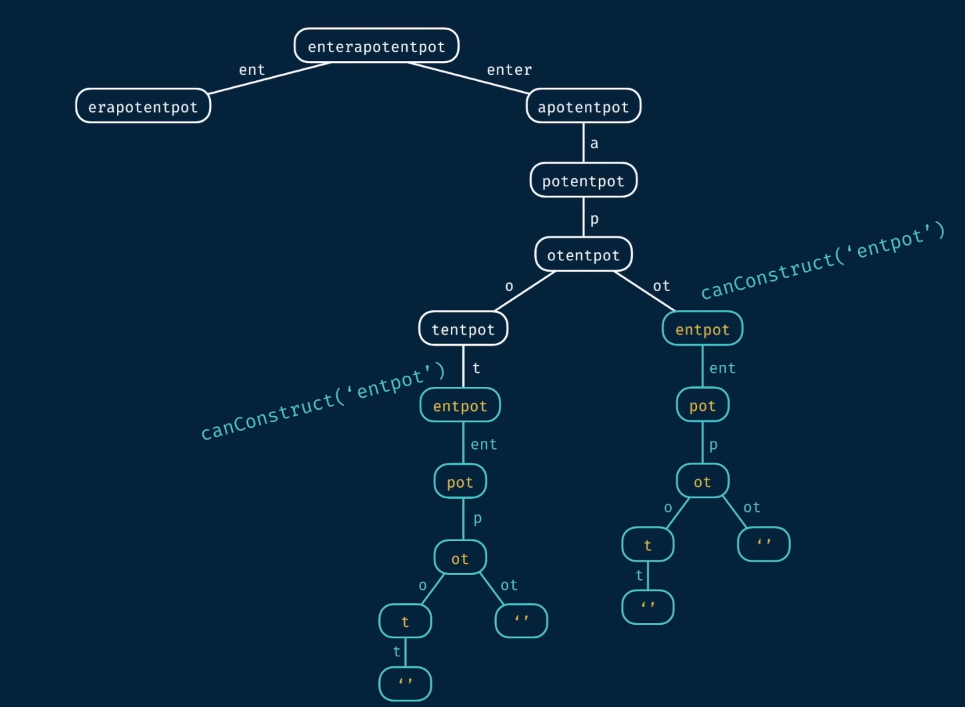 enterapotentpot
ent
enter
erapotentpot
apotentpot
a
potentpot
p
otentpot
o
ot
canConstruct(‘entpot’)
tentpot
entpot
t
ent
canConstruct(‘entpot’)
entpot
pot
ent
p
pot
ot
p
o
ot
ot
t
‘’
o
ot
t
‘’
t
‘’
t
‘’